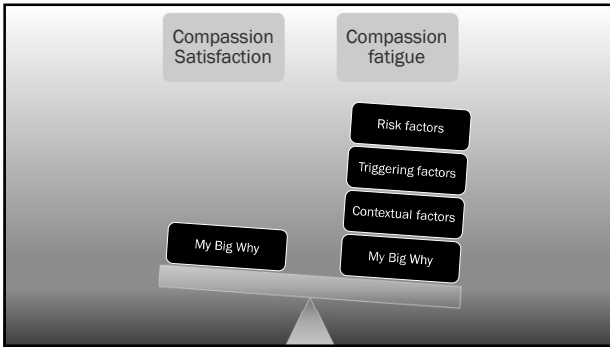 Compassion
Satisfaction
Compassion
fatigue
Risk factors
Triggering factors
Contextual factors
My Big Why
My Big Why